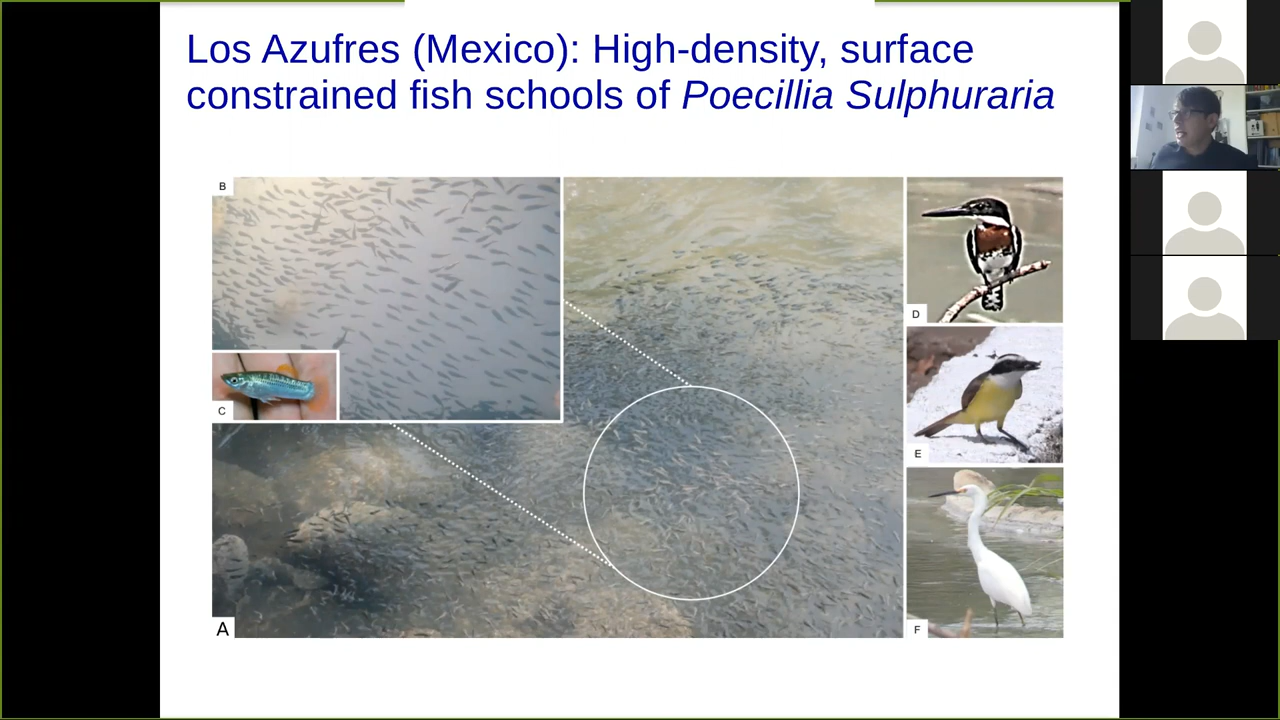 Los Azufres (Mexico): High-density, surface
constrained fish schools of Poecillia Sulphuraria
B
C
A
D
E
F